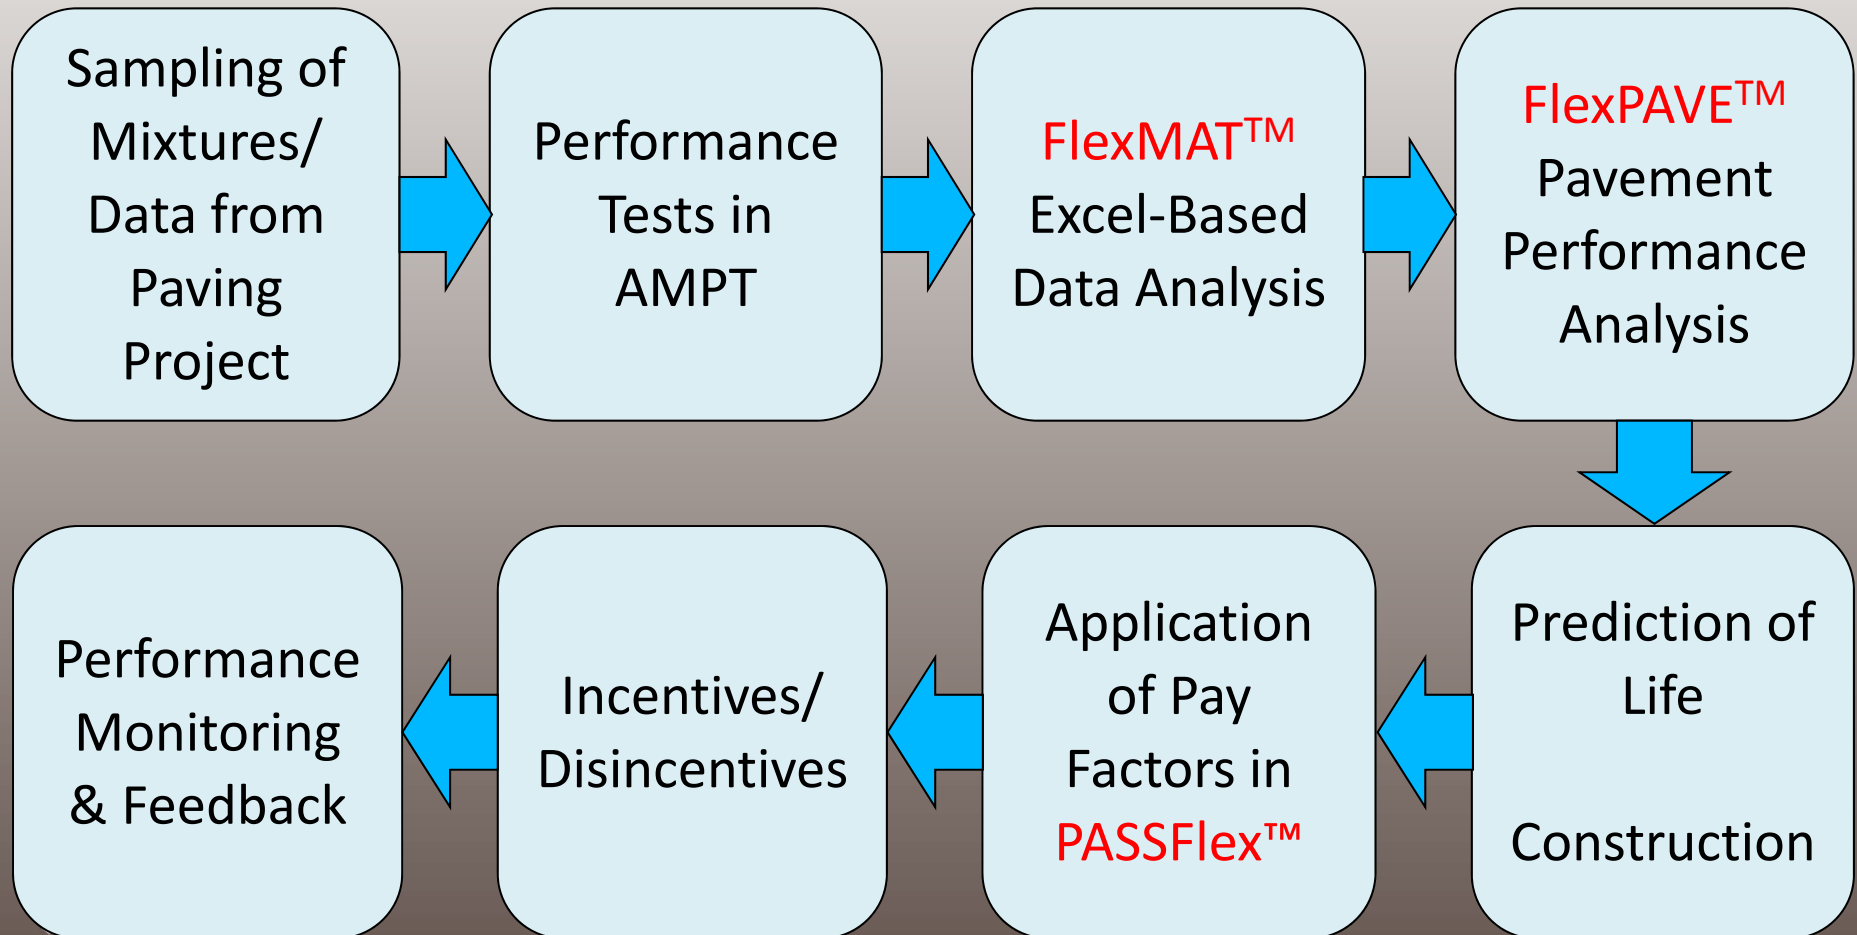 Sampling of
Mixtures/
Data from
Paving
Project
Performance
Tests in
AMPT
FlexMAT™
Excel-Based
Data Analysis
FlexPAVE™
Pavement
Performance
Analysis
Prediction of
Life
Construction
Application
of Pay
Factors in
PASSFlex™
Incentives/
Disincentives
Performance
Monitoring
& Feedback